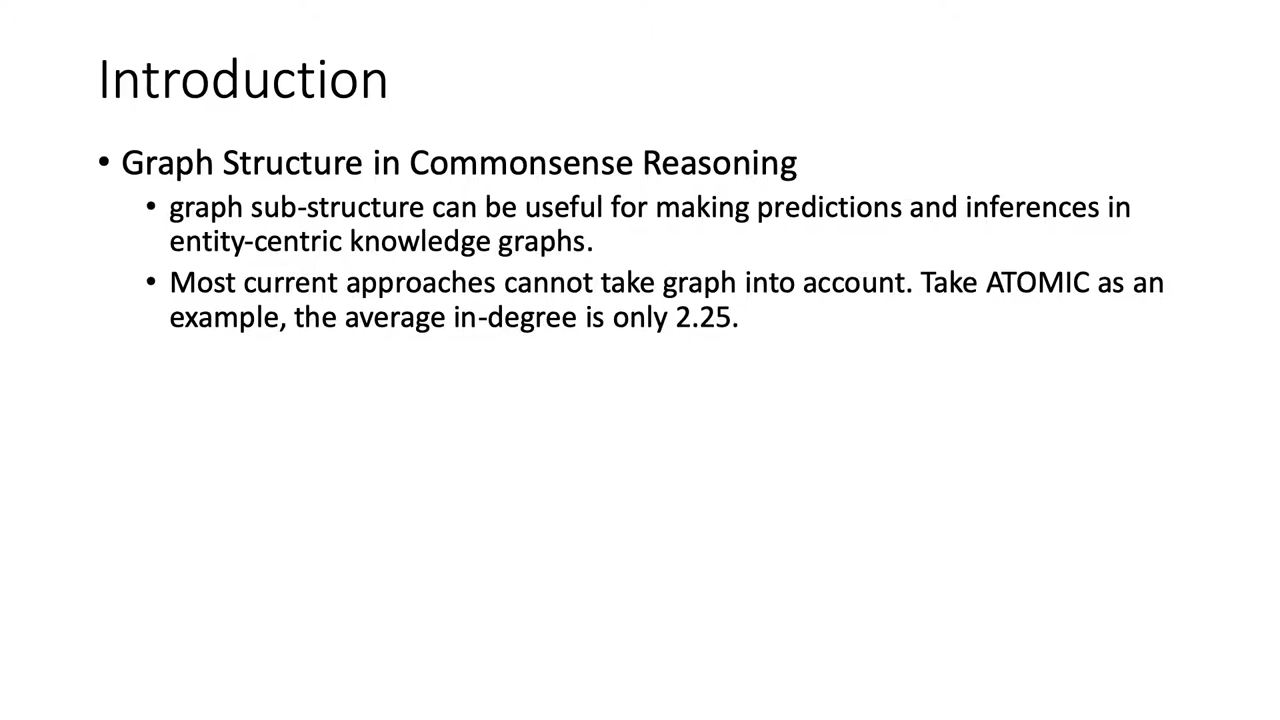 Introduction
• Graph Structure in Commonsense Reasoning
• graph sub-structure can be useful for making predictions and inferences in
entity-centric knowledge graphs.
• Most current approaches cannot take graph into account. Take ATOMIC as an
example, the average in-degree is only 2.25.